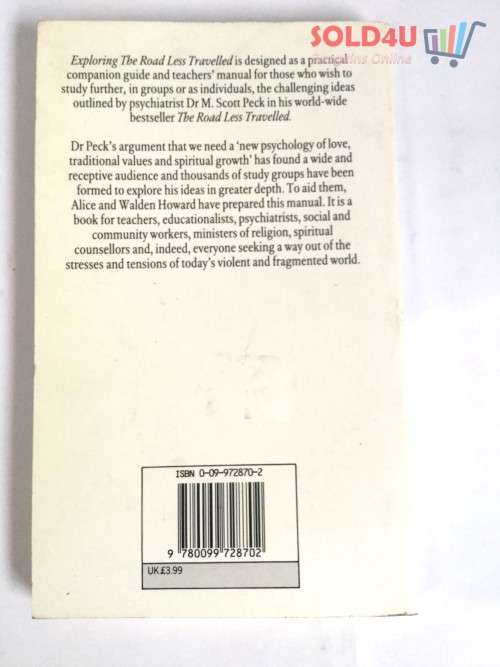 SOLD4U
Bargains Online
Exploring The Road Less Travelled is designed as a practical
companion guide and teachers' manual for those who wish to
study further, in groups or as individuals, the challenging ideas
outlined by psychiatrist Dr M. Scott Peck in his world-wide
bestseller The Road Less Travelled.
Dr Peck's argument that we need a 'new psychology of love,
traditional values and spiritual growth' has found a wide and
receptive audience and thousands of study groups have been
formed to explore his ideas in greater depth. To aid them,
Alice and Walden Howard have prepared this manual. It is a
book for teachers, educationalists, psychiatrists, social and
community workers, ministers of religion, spiritual
counsellors and, indeed, everyone seeking a way out of the
stresses and tensions of today's violent and fragmented world.
ISBN 0-09-972870-2
9 780099 728702
UK £3.99